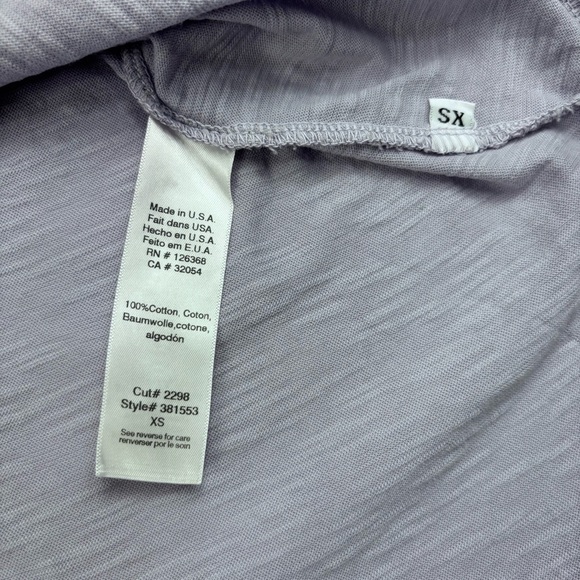 XS
Made in U.S.A.
Fait dans USA.
Hecho en U.S.A
Feito em E.U.A.
RN # 126368
CA # 32054
100%Cotton, Coton,
Baumwolle,cotone,
algodón
Cut# 2298
Style# 381553
XS
See reverse for care
renverser por le soin